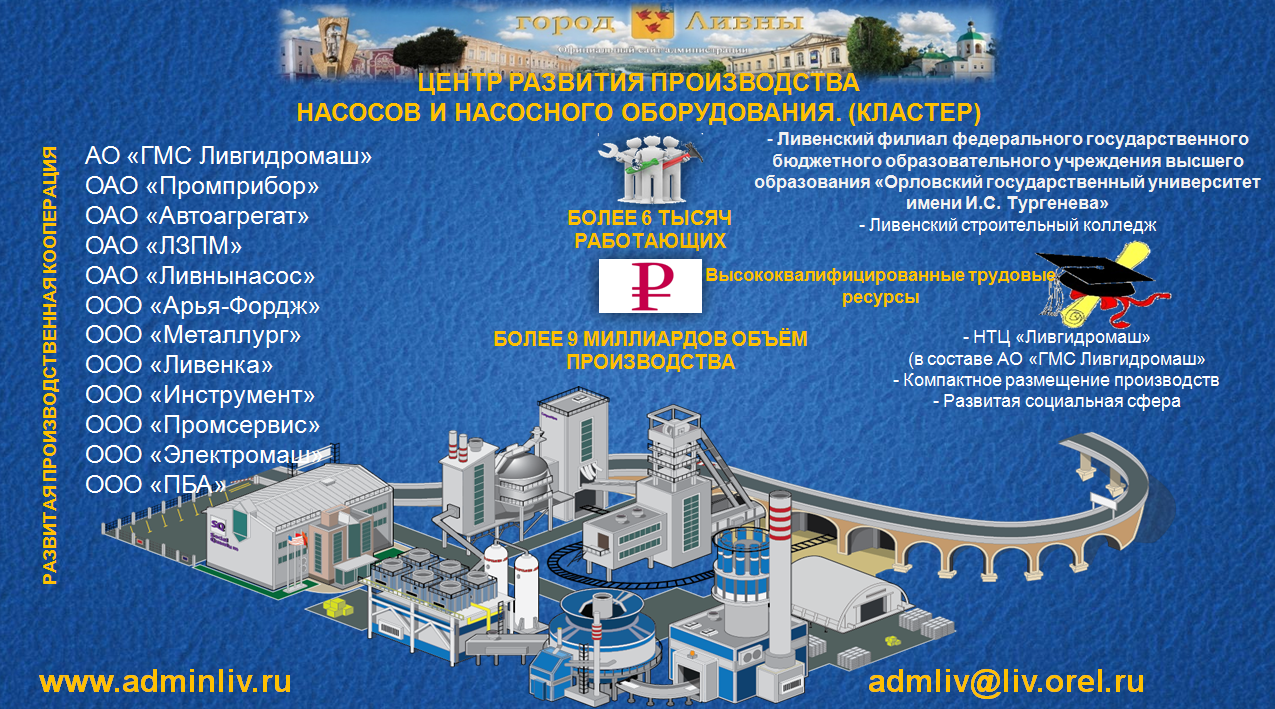 город Ливны
Официальный сайт администрации
ЦЕНТР РАЗВИТИЯ ПРОИЗВОДСТВА
НАСОСОВ И НАСОСНОГО ОБОРУДОВАНИЯ. (КЛАСТЕР)
РАЗВИТАЯ ПРОИЗВОДСТВЕННАЯ КООПЕРАЦИЯ
АО «ГМС Ливгидромаш»
ОАО «Промприбор»
ОАО «Автоагрегат»
ОАО «ЛЗПМ»
ОАО «Ливнынасос»
ООО «Арья-Фордж»
ООО «Металлург»
ООО «Ливенка»
ООО «Инструмент»
ООО «Промсервис»
ООО «Электромаш»
ООО «ПБА»
БОЛЕЕ 6 ТЫСЯЧ
РАБОТАЮЩИХ
₽
БОЛЕЕ 9 МИЛЛИАРДОВ ОБЪЁМ
ПРОИЗВОДСТВА
- Ливенский филиал федерального государственного
бюджетного образовательного учреждения высшего
образования «Орловский государственный университет
имени И.С. Тургенева»
- Ливенский строительный колледж
Высококвалифицированные трудовые
ресурсы
- НТЦ «Ливгидромаш»
(в составе АО «ГМС Ливгидромаш»
- Компактное размещение производств
- Развитая социальная сфера
SQ
Social
www.adminliv.ru
admliv@liv.orel.ru